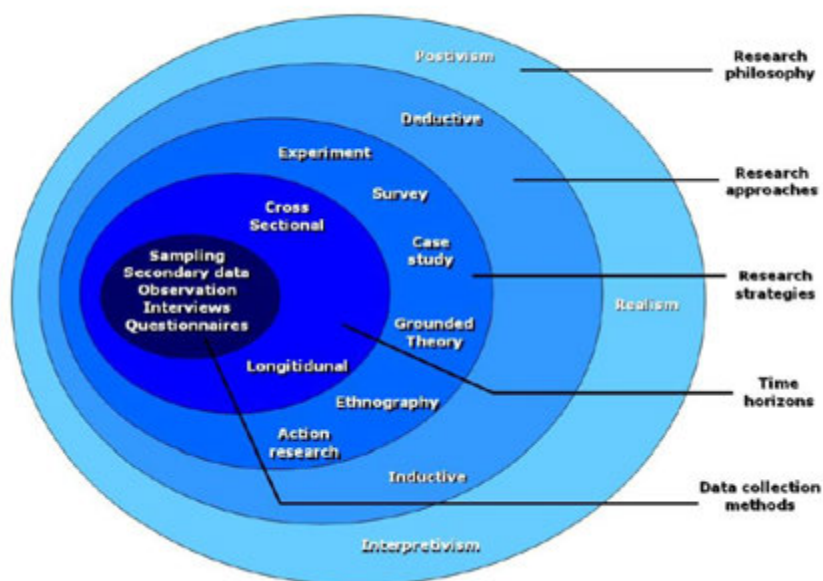 Postivism
Research
philosophy
Deductive
Experiment
Research
approaches
Survey
Cross
Sectional
Case
study
Sampling
Secondary data
Observation
Interviews
Questionnaires
Research
strategies
Realism
Grounded
Theory
Longitidunal
Time
horizons
Ethnography
Action
research
Inductive
Data collection
methods
Interpretivism